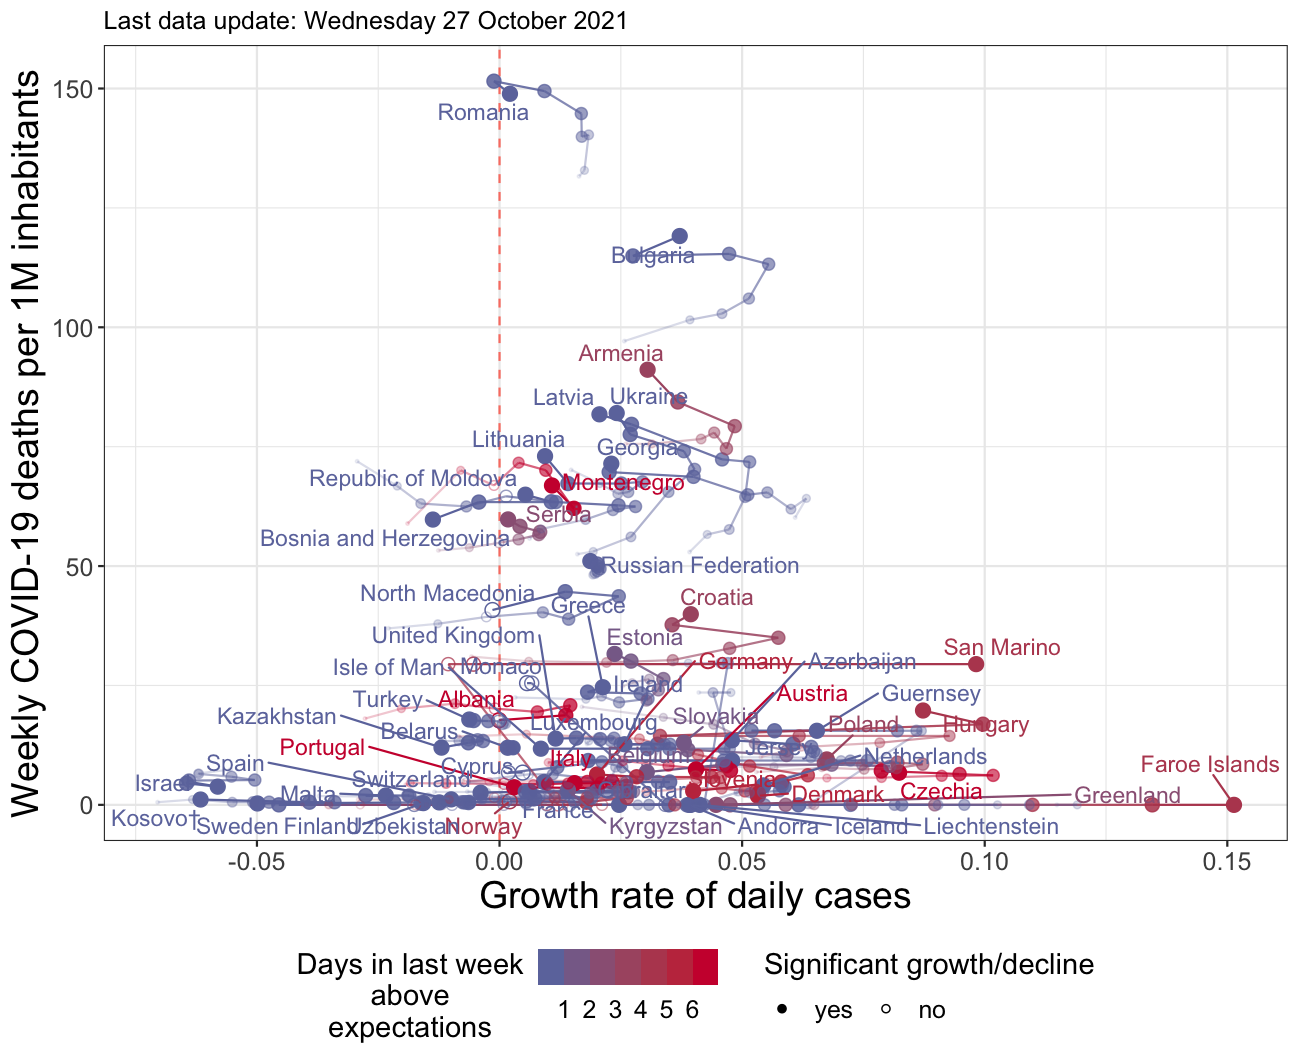 Last data update: Wednesday 27 October 2021
Weekly COVID-19 deaths per 1M inhabitants
150
100
50
0
Romania
Bulgaria
Armenia
Latvia
Ukraine
Lithuania
Georgia
Republic of Moldova
Montenegro
Serbia
Bosnia and Herzegovina
Russian Federation
North Macedonia
Greece
Croatia
United Kingdom
Estonia
San Marino
Isle of Man
Monaco
Germany
Azerbaijan
Turkey
Albania
Ireland
Austria
Guernsey
Kazakhstan
Luxembourg
Slovakia
Poland
Hungary
Belarus
Portugal
Italy
Belgium
Jersey
Netherlands
Spain
Cyprus
Faroe Islands
Israel
Switzerland
Slovenia
Malta
Gibraltar
Denmark
Czechia
Greenland
Kosovo†
Sweden
Finland
Uzbekistan
Norway
France
Kyrgyzstan
Andorra
Iceland
Liechtenstein
-0.05
0.00
0.05
0.10
0.15
Growth rate of daily cases
Days in last week
above
expectations
1 2 3 4 5 6
Significant growth/decline
yes
no